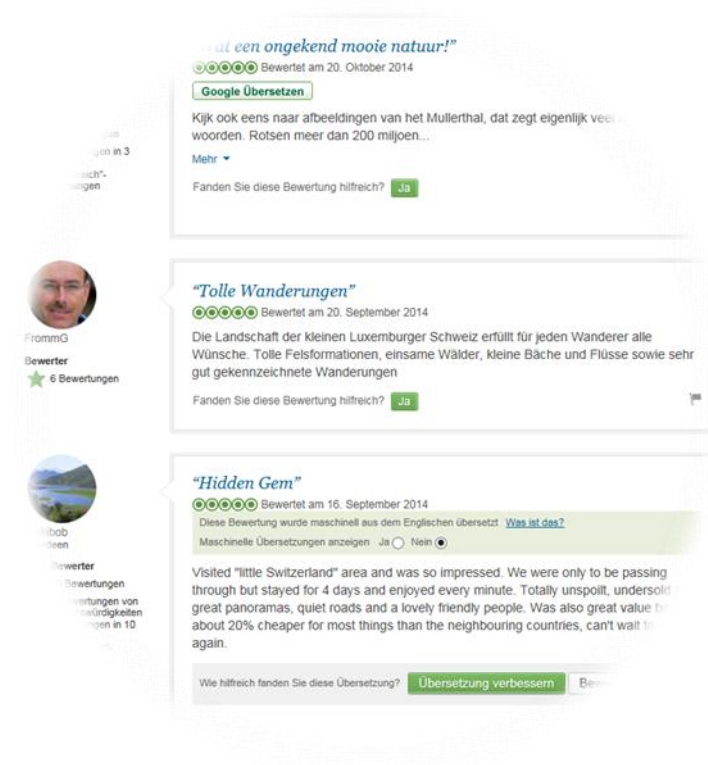 een ongekend mooie natuur!”
Bewertet am 20. Oktober 2014
Google Übersetzen
Kijk ook eens naar afbeeldingen van het Mullerthal, dat zegt eigenlijk
woorden. Rotsen meer dan 200 miljoen...
Mehr
Fanden Sie diese Bewertung hilfreich? Ja
in 3
“Tolle Wanderungen”
Bewertet am 20. September 2014
Die Landschaft der kleinen Luxemburger Schweiz erfüllt für jeden Wanderer alle
Wünsche. Tolle Felsformationen, einsame Wälder, kleine Bäche und Flüsse sowie sehr
gut gekennzeichnete Wanderungen
Fanden Sie diese Bewertung hilfreich? Ja
FrommG
Bewerter
6 Bewertungen
“Hidden Gem”
Bewertet am 16. September 2014
Diese Bewertung wurde maschinell aus dem Englischen übersetzt Was ist das?
Maschinelle Übersetzungen anzeigen Ja Nein
Visited "little Switzerland" area and was so impressed. We were only to be passing
through but stayed for 4 days and enjoyed every minute. Totally unspoilt, undersold
great panoramas, quiet roads and a lovely friendly people. Was also great value
about 20% cheaper for most things than the neighbouring countries, can't wait
again.
Wie hilfreich fanden Sie diese Übersetzung? Übersetzung verbessern
Bewerter
Bewertungen
von
in 10